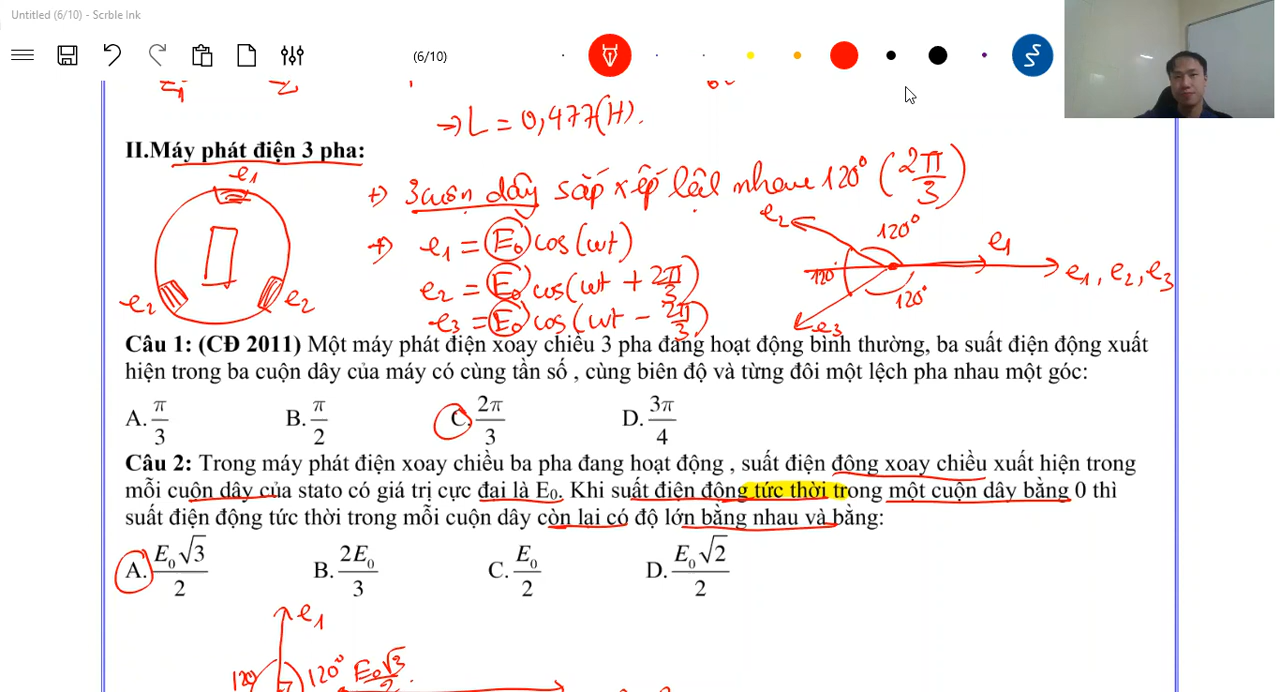 Untitled (6/10) - Scrble Ink
(6/10)
→ L = 0,477(H).
II.Máy phát điện 3 pha:
+) 3 cuộn dây sắp xếp lệch nhau 120° (2π/3)
+) e1 = E0 cos(ωt)
e2 = E0 cos(ωt + 2π/3)
e3 = E0 cos(ωt - 2π/3)
e1
e2
e2
e2
120°
e1
120°
120°
e1, e2, e3
e3
Câu 1: (CĐ 2011) Một máy phát điện xoay chiều 3 pha đang hoạt động bình thường, ba suất điện động xuất
hiện trong ba cuộn dây của máy có cùng tần số , cùng biên độ và từng đôi một lệch pha nhau một góc:
A. π/3 B. π/2 C. 2π/3 D. 3π/4
Câu 2: Trong máy phát điện xoay chiều ba pha đang hoạt động , suất điện động xoay chiều xuất hiện trong
mỗi cuộn dây của stato có giá trị cực đại là E₀. Khi suất điện động tức thời trong một cuộn dây bằng 0 thì
suất điện động tức thời trong mỗi cuộn dây còn lại có độ lớn bằng nhau và bằng:
A. E₀√3/2 B. 2E₀/3 C. E₀/2 D. E₀√2/2
e1
120 120° E0√3/2